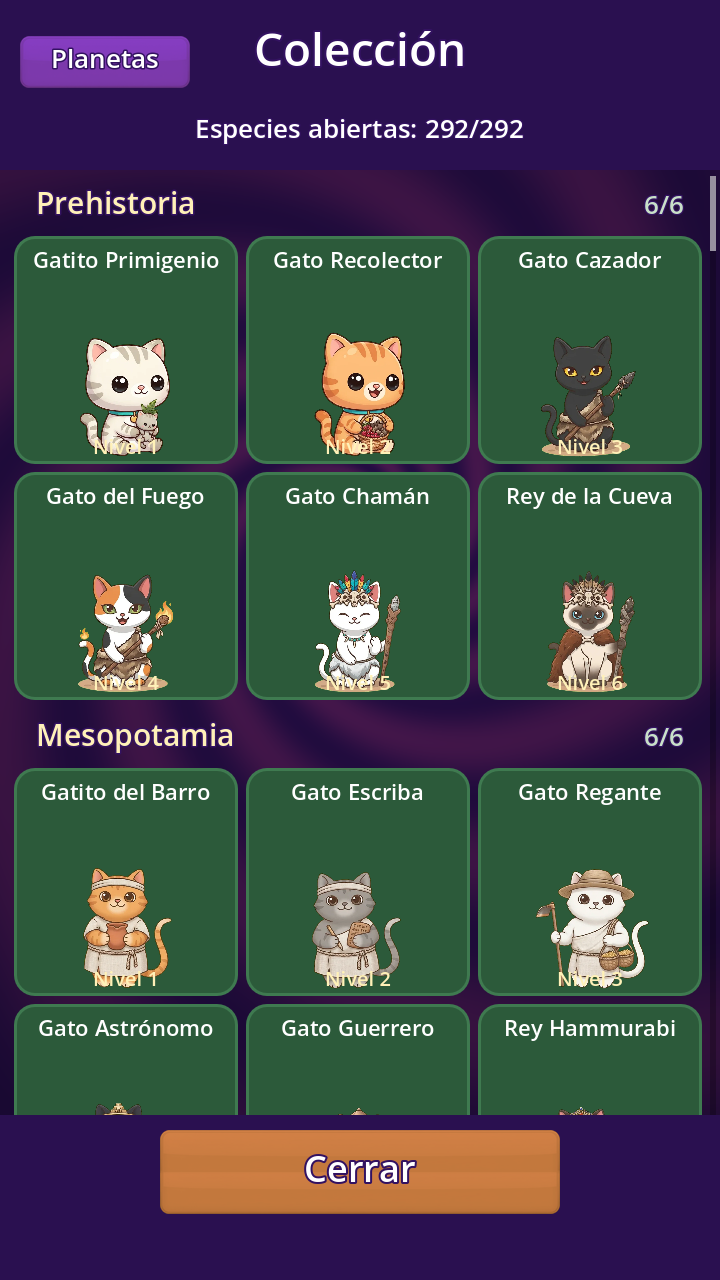 Planetas
Colección
Especies abiertas: 292/292
Prehistoria
6/6
Gatito Primigenio
Gato Recolector
Gato Cazador
Nivel 1
Nivel 2
Nivel 3
Gato del Fuego
Gato Chamán
Rey de la Cueva
Nivel 4
Nivel 5
Nivel 6
Mesopotamia
6/6
Gatito del Barro
Gato Escriba
Gato Regante
Nivel 1
Nivel 2
Nivel 3
Gato Astrónomo
Gato Guerrero
Rey Hammurabi
Cerrar